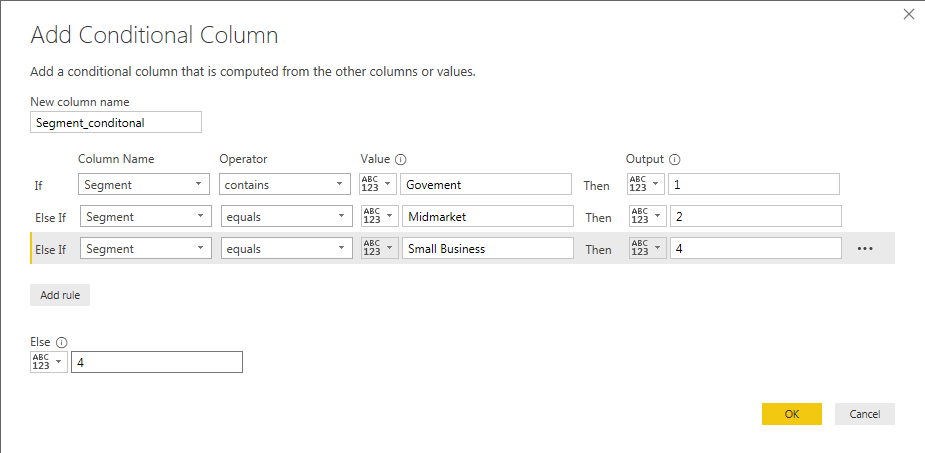 Add Conditional Column
Add a conditional column that is computed from the other columns or values.
New column name
Segment_conditonal
Column Name Operator Value Output
If Segment contains ABC 123 Govement Then ABC 123 1
Else If Segment equals ABC 123 Midmarket Then ABC 123 2
Else If Segment equals ABC 123 Small Business Then ABC 123 4
Add rule
Else
ABC 123 4
OK Cancel